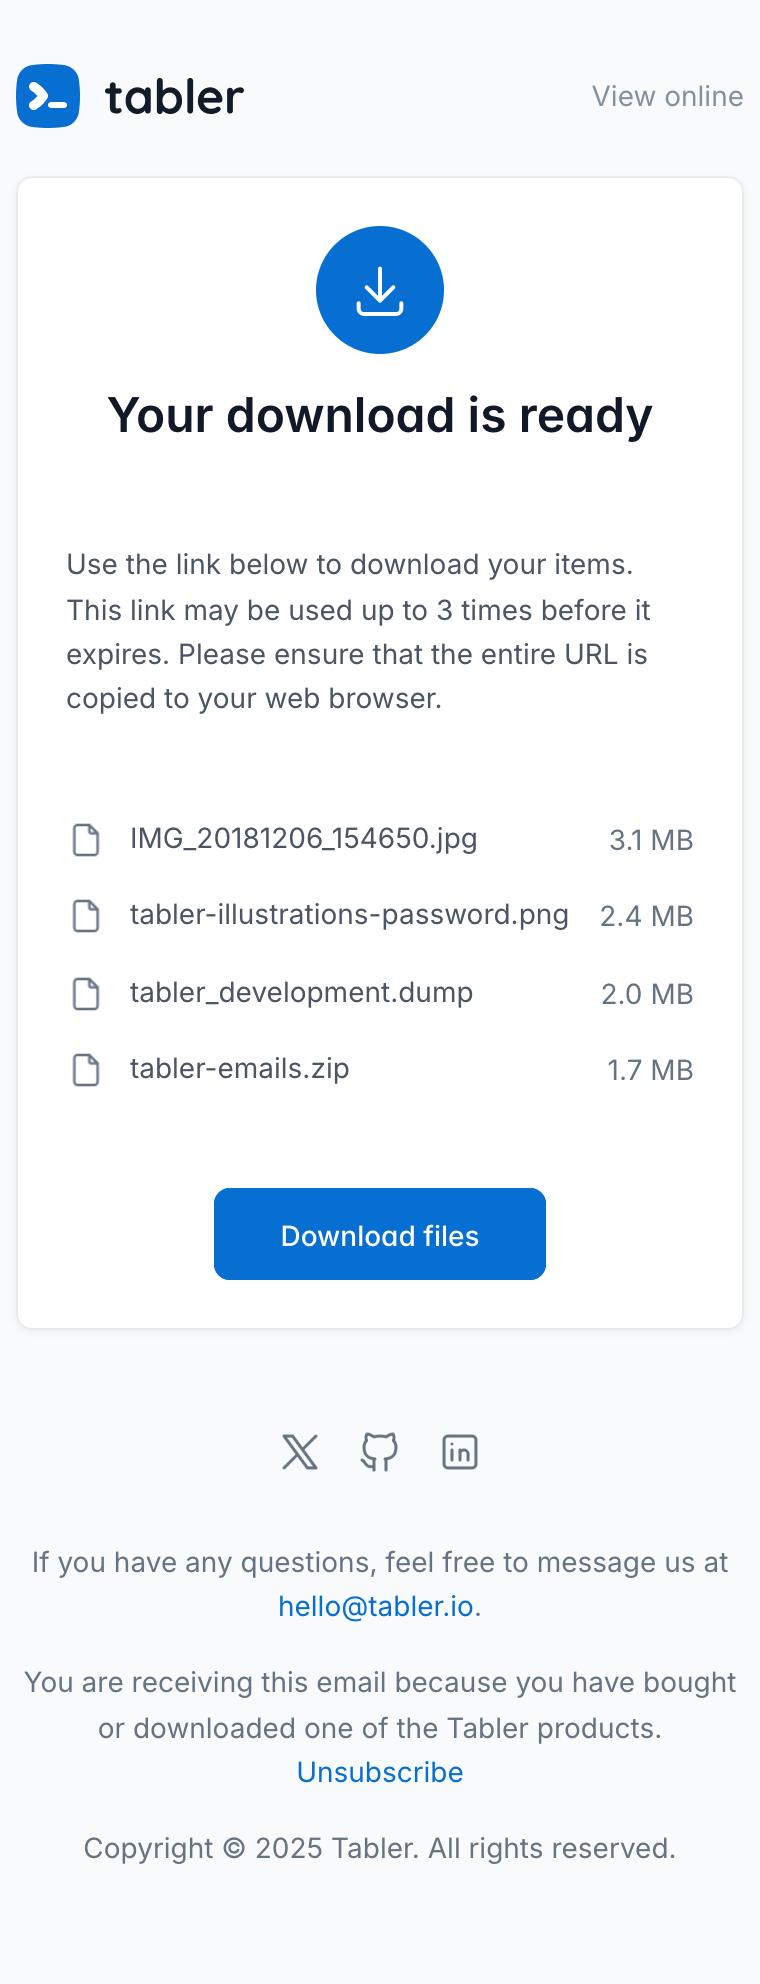 tabler
View online
Your download is ready
Use the link below to download your items.
This link may be used up to 3 times before it
expires. Please ensure that the entire URL is
copied to your web browser.
IMG_20181206_154650.jpg 3.1 MB
tabler-illustrations-password.png 2.4 MB
tabler_development.dump 2.0 MB
tabler-emails.zip 1.7 MB
Download files
If you have any questions, feel free to message us at
hello@tabler.io.
You are receiving this email because you have bought
or downloaded one of the Tabler products.
Unsubscribe
Copyright © 2025 Tabler. All rights reserved.